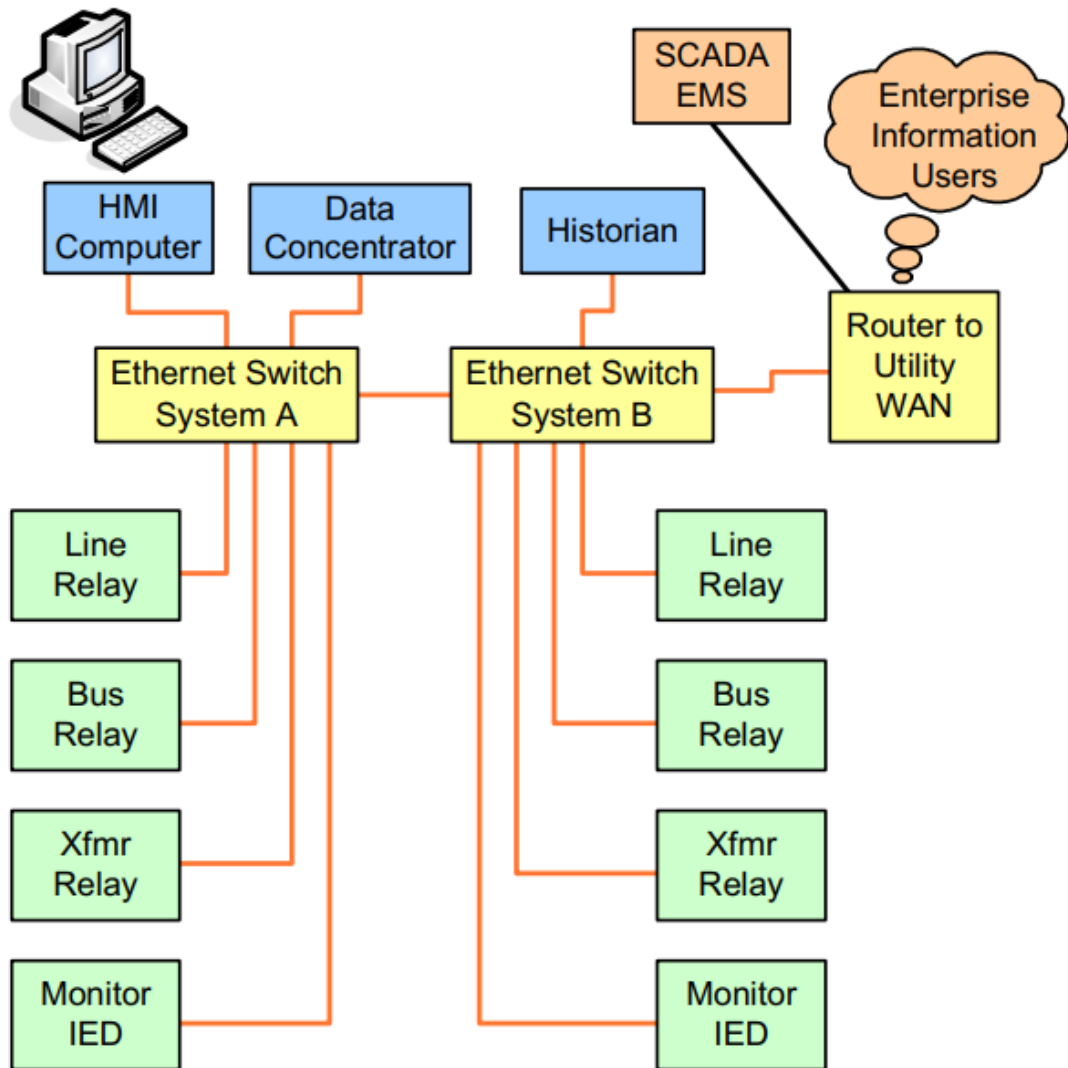 SCADA
EMS
Enterprise
Information
Users
HMI
Computer
Data
Concentrator
Historian
Ethernet Switch
System A
Ethernet Switch
System B
Router to
Utility
WAN
Line
Relay
Line
Relay
Bus
Relay
Bus
Relay
Xfmr
Relay
Xfmr
Relay
Monitor
IED
Monitor
IED